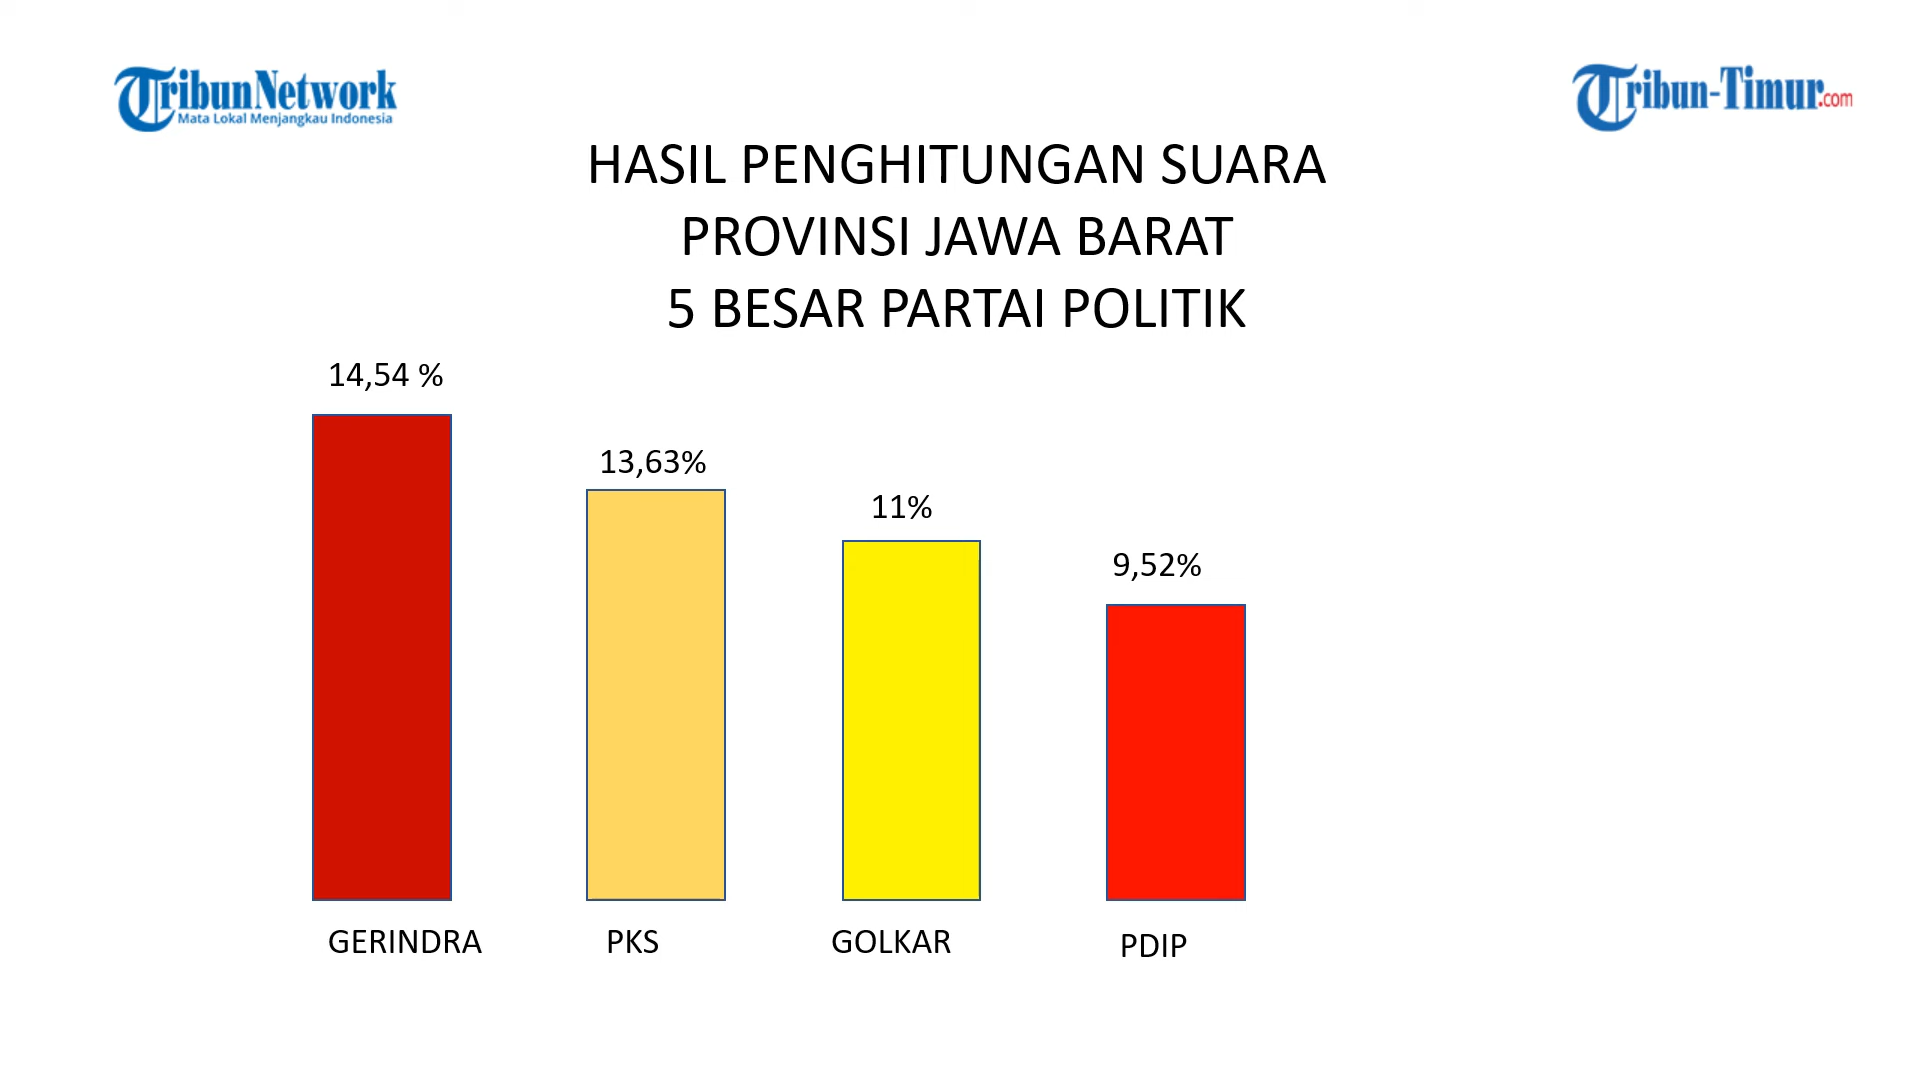 TribunNetwork
Mata Lokal Menjangkau Indonesia
Tribun-Timur.com
HASIL PENGHITUNGAN SUARA
PROVINSI JAWA BARAT
5 BESAR PARTAI POLITIK
14,54 %
13,63%
11%
9,52%
GERINDRA
PKS
GOLKAR
PDIP